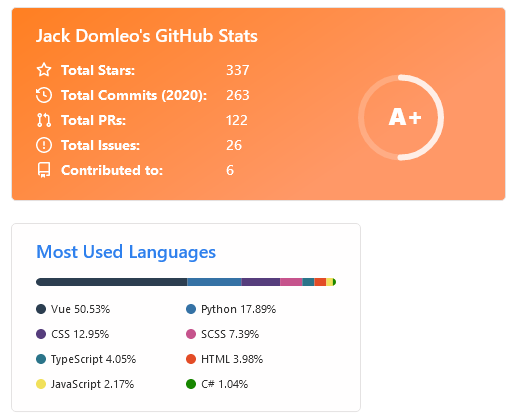 Jack Domleo's GitHub Stats
Total Stars: 337
Total Commits (2020): 263
Total PRs: 122
Total Issues: 26
Contributed to: 6
A+
Most Used Languages
Vue 50.53% Python 17.89%
CSS 12.95% SCSS 7.39%
TypeScript 4.05% HTML 3.98%
JavaScript 2.17% C# 1.04%